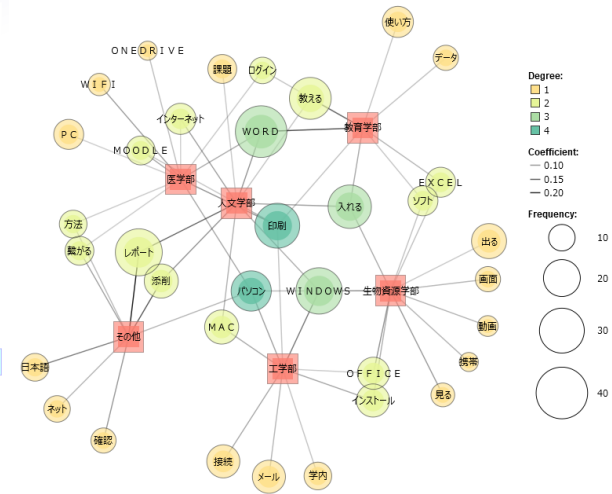 使い方
ＯＮＥＤＲＩＶＥ
データ
課題
ログイン
ＷＩＦＩ
教える
インターネット
教育学部
ＷＯＲＤ
ＰＣ
ＭＯＯＤＬＥ
医学部
ＥＸＣＥＬ
ソフト
人文学部
入れる
方法
印刷
繋がる
レポート
出る
添削
画面
パソコン
ＷＩＮＤＯＷＳ
生物資源学部
動画
ＭＡＣ
その他
携帯
日本語
工学部
ＯＦＦＩＣＥ
見る
インストール
ネット
確認
接続
メール
学内
Degree:
1
2
3
4
Coefficient:
0.10
0.15
0.20
Frequency:
10
20
30
40